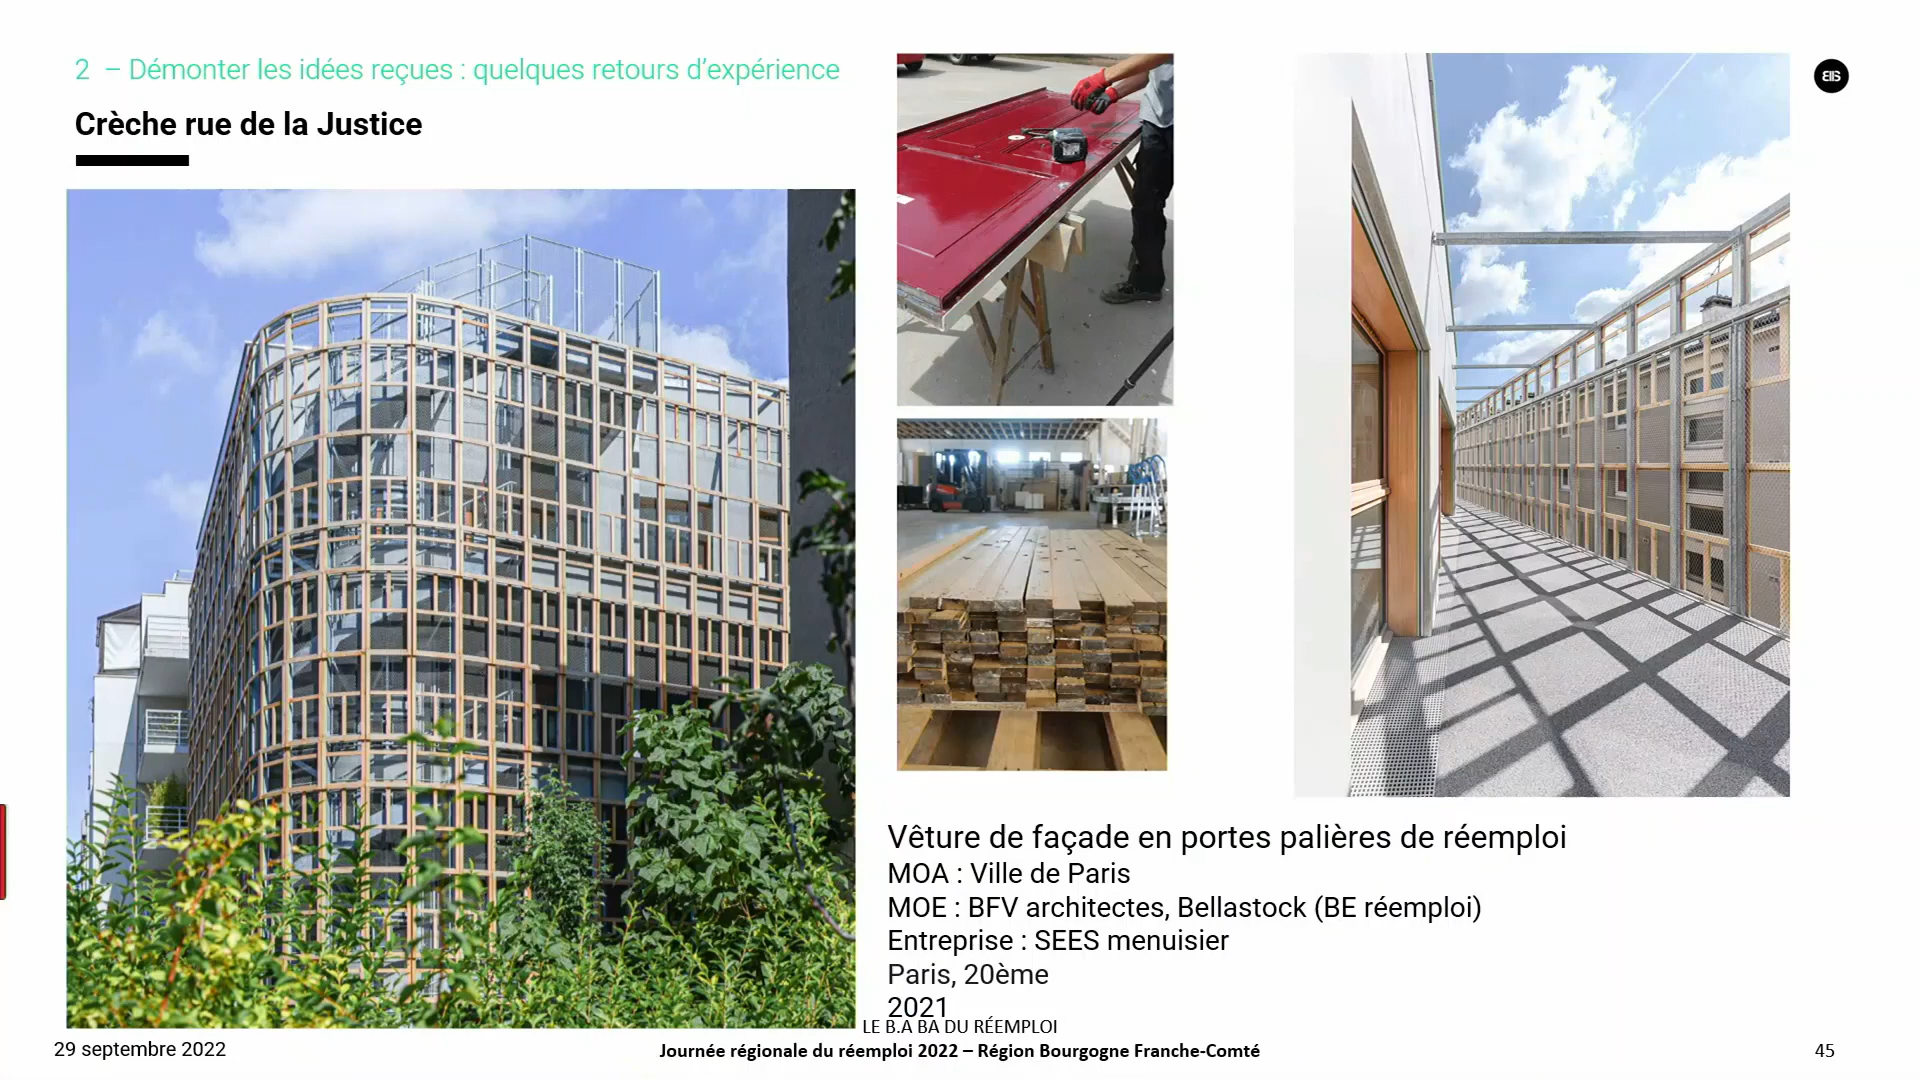 2 – Démonter les idées reçues : quelques retours d'expérience
Crèche rue de la Justice
Vêture de façade en portes palières de réemploi
MOA : Ville de Paris
MOE : BFV architectes, Bellastock (BE réemploi)
Entreprise : SEES menuisier
Paris, 20ème
2021
LE B.A BA DU RÉEMPLOI
29 septembre 2022
Journée régionale du réemploi 2022 – Région Bourgogne Franche-Comté
45